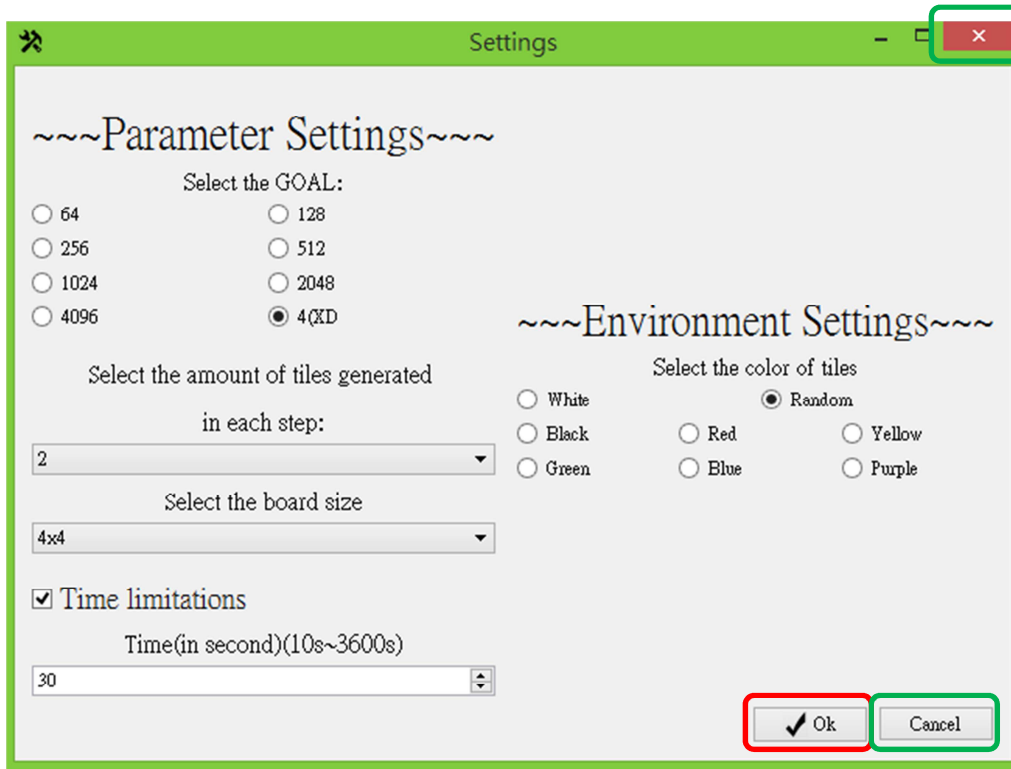 Settings
~~~Parameter Settings~~~
Select the GOAL:
64 128
256 512
1024 2048
4096 4(XD
Select the amount of tiles generated
in each step:
2
Select the board size
4x4
Time limitations
Time(in second)(10s~3600s)
30
~~~Environment Settings~~~
Select the color of tiles
White Random
Black Red Yellow
Green Blue Purple
Ok Cancel